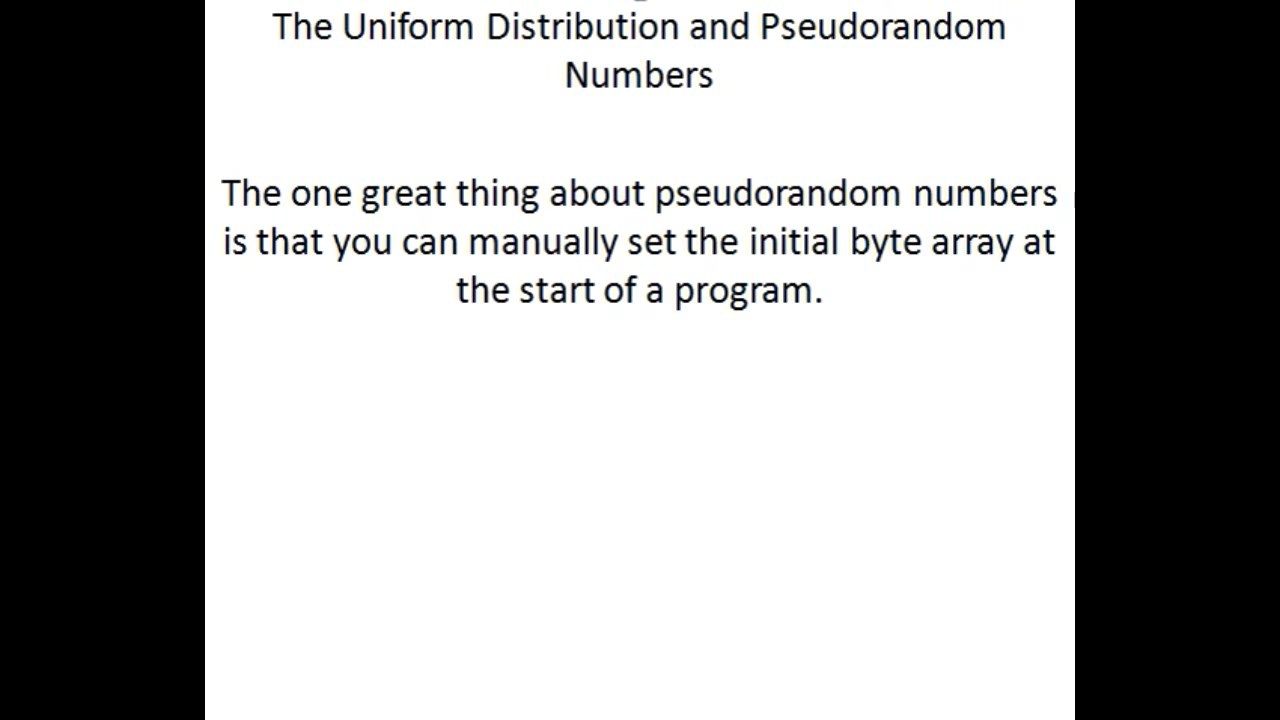 The Uniform Distribution and Pseudorandom
Numbers
The one great thing about pseudorandom numbers
is that you can manually set the initial byte array at
the start of a program.